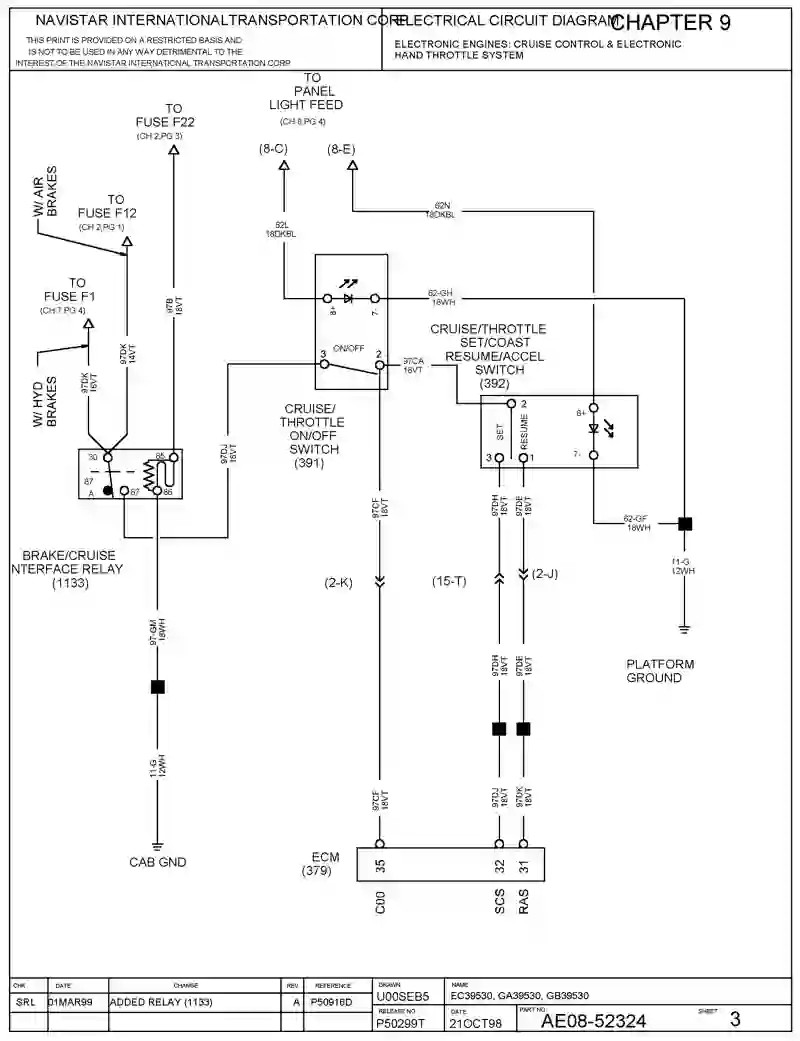 NAVISTAR INTERNATIONALTRANSPORTATION CORP.
ELECTRICAL CIRCUIT DIAGRAM
CHAPTER 9
THIS PRINT IS PROVIDED ON A RESTRICTED BASIS AND
IS NOT TO BE USED IN ANY WAY DETRIMENTAL TO THE
INTEREST OF THE NAVISTAR INTERNATIONAL TRANSPORTATION CORP
ELECTRONIC ENGINES: CRUISE CONTROL & ELECTRONIC
HAND THROTTLE SYSTEM
TO
PANEL
LIGHT FEED
(CH 8,PG 4)
TO
FUSE F22
(CH 2,PG 3)
(8-C)
(8-E)
W/ AIR
BRAKES
TO
FUSE F12
(CH 2,PG 1)
62N
18DKBL
62L
18DKBL
TO
FUSE F1
(CH 7,PG 4)
97B
18VT
8+
7-
62-GH
18WH
CRUISE/THROTTLE
SET/COAST
RESUME/ACCEL
SWITCH
(392)
97DK
14VT
ON/OFF
3
2
97CA
18VT
W/ HYD
BRAKES
97DK
16VT
CRUISE/
THROTTLE
ON/OFF
SWITCH
(391)
2
SET
RESUME
3
1
8+
7-
97DJ
16VT
30
85
87
A
87
86
97CF
18VT
97DH
18VT
97DE
18VT
62-GF
18WH
BRAKE/CRUISE
NTERFACE RELAY
(1133)
(2-K)
(15-T)
(2-J)
11-G
12WH
97-GM
18WH
97DH
18VT
97DE
18VT
PLATFORM
GROUND
11-G
12WH
97CF
18VT
97DJ
18VT
97DK
18VT
CAB GND
ECM
(379)
35
32
31
C00
SCS
RAS
CHK
DATE
CHANGE
REV
REFERENCE
DRAWN
NAME
SRL
01MAR99
ADDED RELAY (1133)
A
P50918D
U00SEB5
EC39530, GA39530, GB39530
RELEASE NO
DATE
PART NO.
SHEET
P50299T
21OCT98
AE08-52324
3